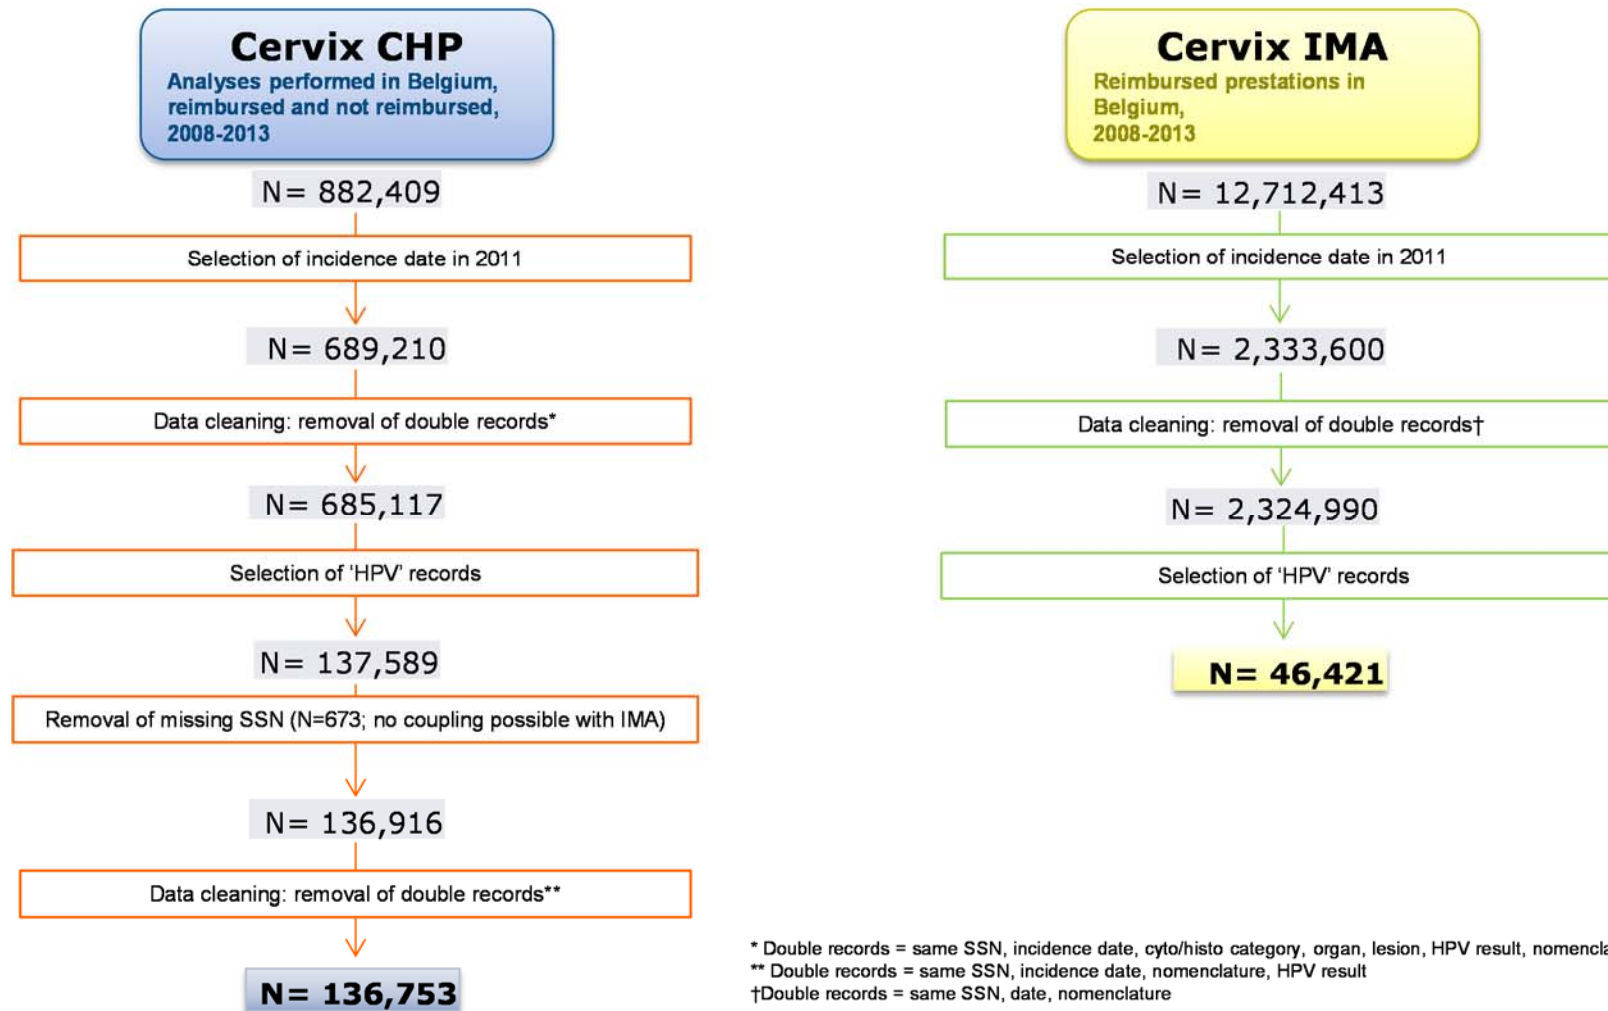 Cervix CHP
Analyses performed in Belgium,
reimbursed and not reimbursed,
2008-2013
N= 882,409
Selection of incidence date in 2011
N= 689,210
Data cleaning: removal of double records*
N= 685,117
Selection of ‘HPV’ records
N= 137,589
Removal of missing SSN (N=673; no coupling possible with IMA)
N= 136,916
Data cleaning: removal of double records**
N= 136,753
Cervix IMA
Reimbursed prestations in
Belgium,
2008-2013
N= 12,712,413
Selection of incidence date in 2011
N= 2,333,600
Data cleaning: removal of double records†
N= 2,324,990
Selection of ‘HPV’ records
N= 46,421
* Double records = same SSN, incidence date, cyto/histo category, organ, lesion, HPV result, nomencla
** Double records = same SSN, incidence date, nomenclature, HPV result
†Double records = same SSN, date, nomenclature